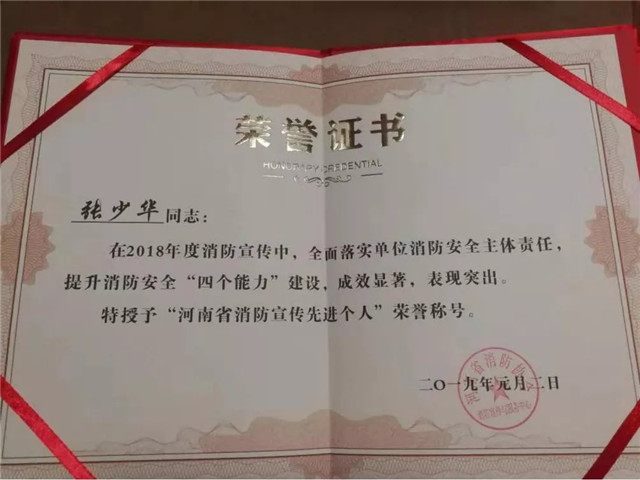 荣誉证书
HONORARY CREDENTIAL
张少华同志：
在2018年度消防宣传中，全面落实单位消防安全主体责任，
提升消防安全“四个能力”建设，成效显著，表现突出。
特授予“河南省消防宣传先进个人”荣誉称号。
二〇一九年元月二日